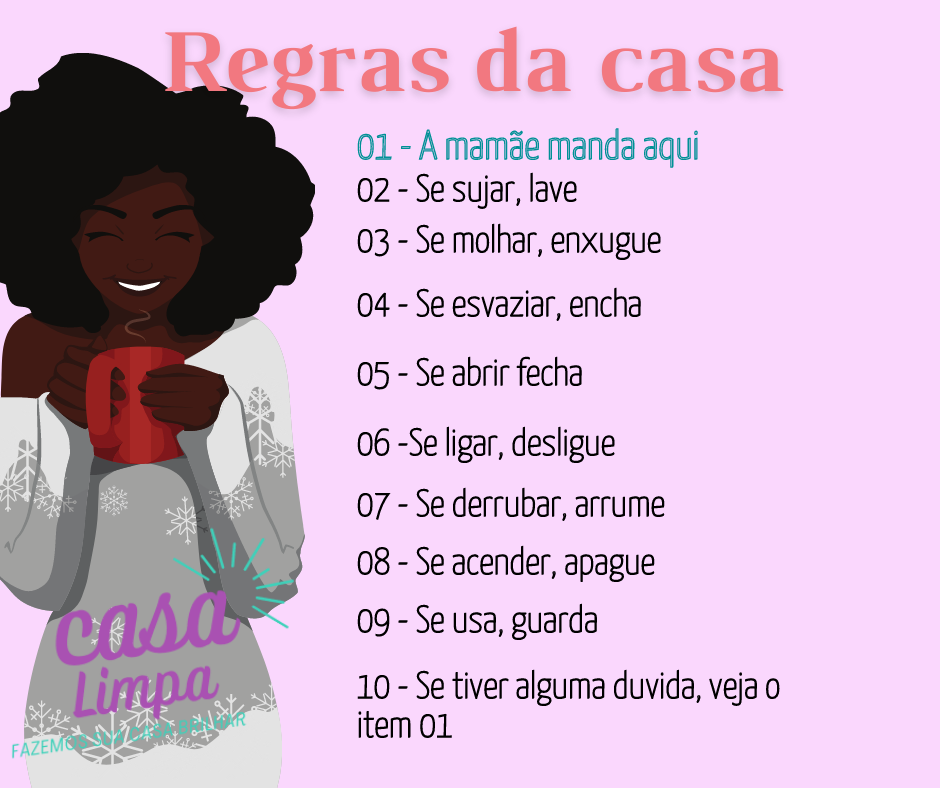 Regras da casa
01 - A mamãe manda aqui
02 - Se sujar, lave
03 - Se molhar, enxugue
04 - Se esvaziar, encha
05 - Se abrir fecha
06 -Se ligar, desligue
07 - Se derrubar, arrume
08 - Se acender, apague
09 - Se usa, guarda
10 - Se tiver alguma duvida, veja o
item 01
casa
Limpa
FAZEMOS SUA CASA BRILHAR